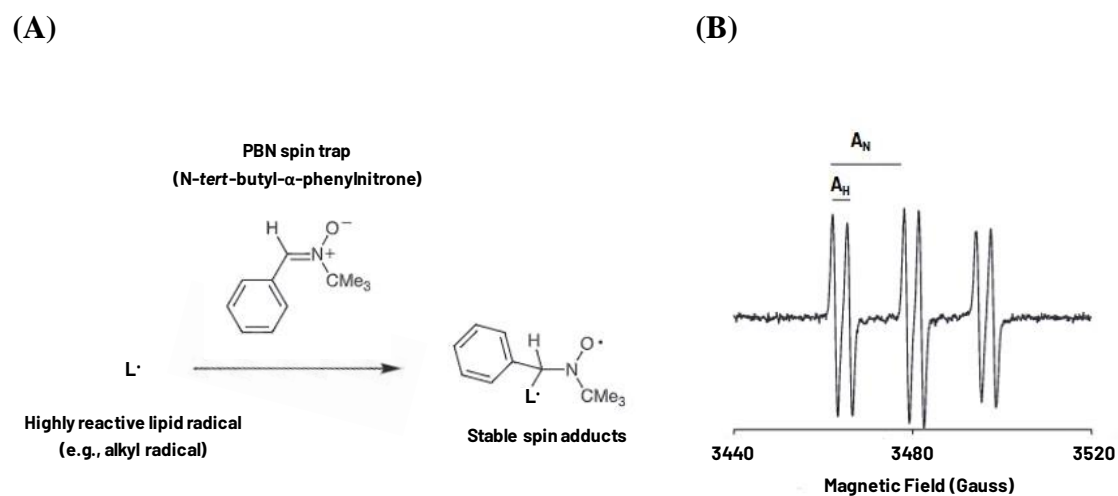 (A)
PBN spin trap
(N-tert-butyl-α-phenylnitrone)
H
O⁻
N⁺
CMe₃
L·
Highly reactive lipid radical
(e.g., alkyl radical)
H
O·
N
L·
CMe₃
Stable spin adducts
(B)
A_N
A_H
3440
3480
3520
Magnetic Field (Gauss)